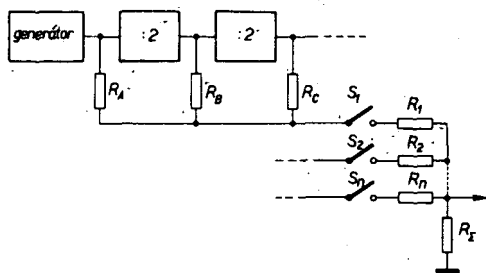 generátor
:2
:2
R_A
R_B
R_C
S_1
R_1
S_2
R_2
S_n
R_n
R_Σ